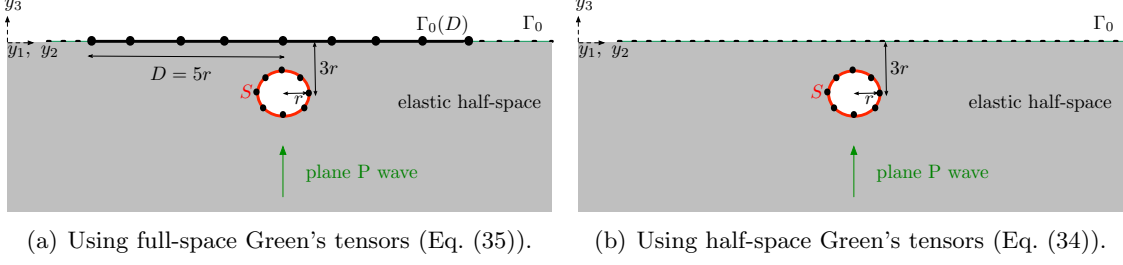 y₃
Γ₀(D)
Γ₀
y₁, y₂
D = 5r
3r
S
r
elastic half-space
plane P wave
(a) Using full-space Green's tensors (Eq. (35)).
y₃
Γ₀
y₁, y₂
3r
S
r
elastic half-space
plane P wave
(b) Using half-space Green's tensors (Eq. (34)).